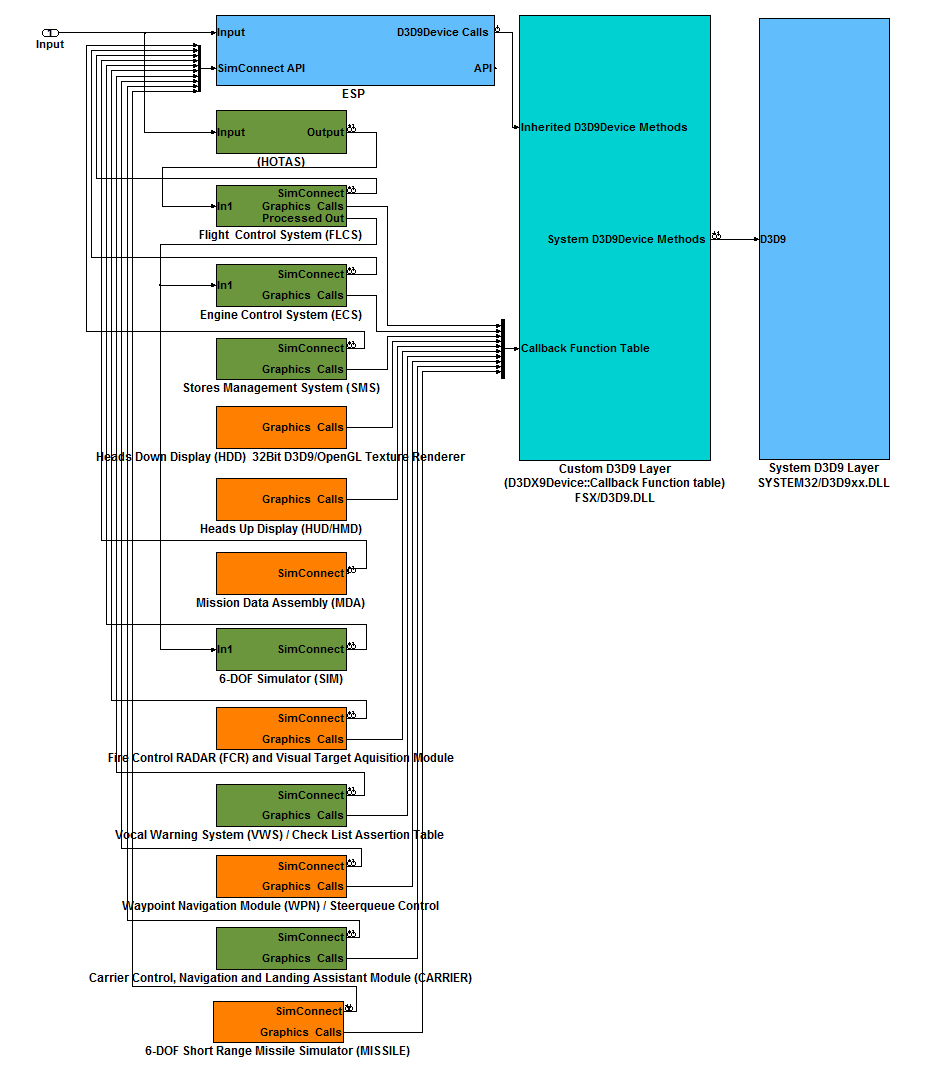 1
Input
Input
D3D9Device Calls
SimConnect API
API
ESP
Input
Output
(HOTAS)
In1
SimConnect
Graphics Calls
Processed Out
Flight Control System (FLCS)
In1
SimConnect
Graphics Calls
Engine Control System (ECS)
SimConnect
Graphics Calls
Stores Management System (SMS)
Graphics Calls
Heads Down Display (HDD) 32Bit D3D9/OpenGL Texture Renderer
Graphics Calls
Heads Up Display (HUD/HMD)
SimConnect
Mission Data Assembly (MDA)
In1
SimConnect
6-DOF Simulator (SIM)
SimConnect
Graphics Calls
Fire Control RADAR (FCR) and Visual Target Aquisition Module
SimConnect
Graphics Calls
Vocal Warning System (VWS) / Check List Assertion Table
SimConnect
Graphics Calls
Waypoint Navigation Module (WPN) / Steerqueue Control
SimConnect
Graphics Calls
Carrier Control, Navigation and Landing Assistant Module (CARRIER)
SimConnect
Graphics Calls
6-DOF Short Range Missile Simulator (MISSILE)
Inherited D3D9Device Methods
System D3D9Device Methods
Callback Function Table
Custom D3D9 Layer
(D3DX9Device::Callback Function table)
FSX/D3D9.DLL
D3D9
System D3D9 Layer
SYSTEM32/D3D9xx.DLL